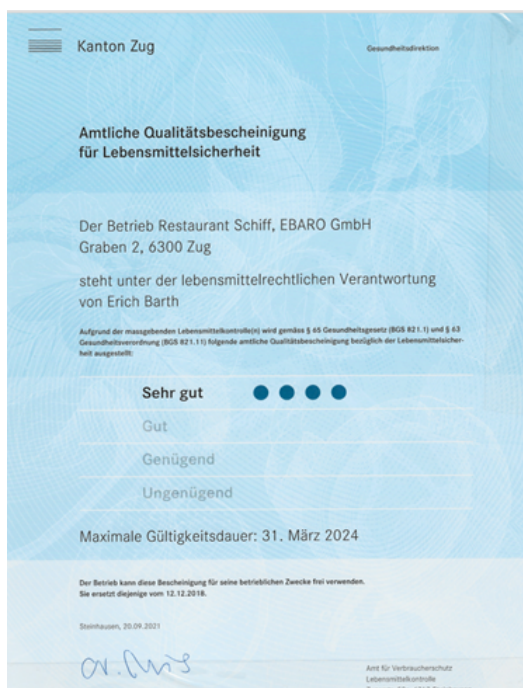 Kanton Zug
Gesundheitsdirektion
Amtliche Qualitätsbescheinigung
für Lebensmittelsicherheit
Der Betrieb Restaurant Schiff, EBARO GmbH
Graben 2, 6300 Zug
steht unter der lebensmittelrechtlichen Verantwortung
von Erich Barth
Aufgrund der massgebenden Lebensmittelkontrolle(n) wird gemäss § 65 Gesundheitsgesetz (BGS 821.1) und § 63
Gesundheitsverordnung (BGS 821.11) folgende amtliche Qualitätsbescheinigung bezüglich der Lebensmittelsicher-
heit ausgestellt:
Sehr gut
Gut
Genügend
Ungenügend
Maximale Gültigkeitsdauer: 31. März 2024
Der Betrieb kann diese Bescheinigung für seine betrieblichen Zwecke frei verwenden.
Sie ersetzt diejenige vom 12.12.2018.
Steinhausen, 20.09.2021
Amt für Verbraucherschutz
Lebensmittelkontrolle